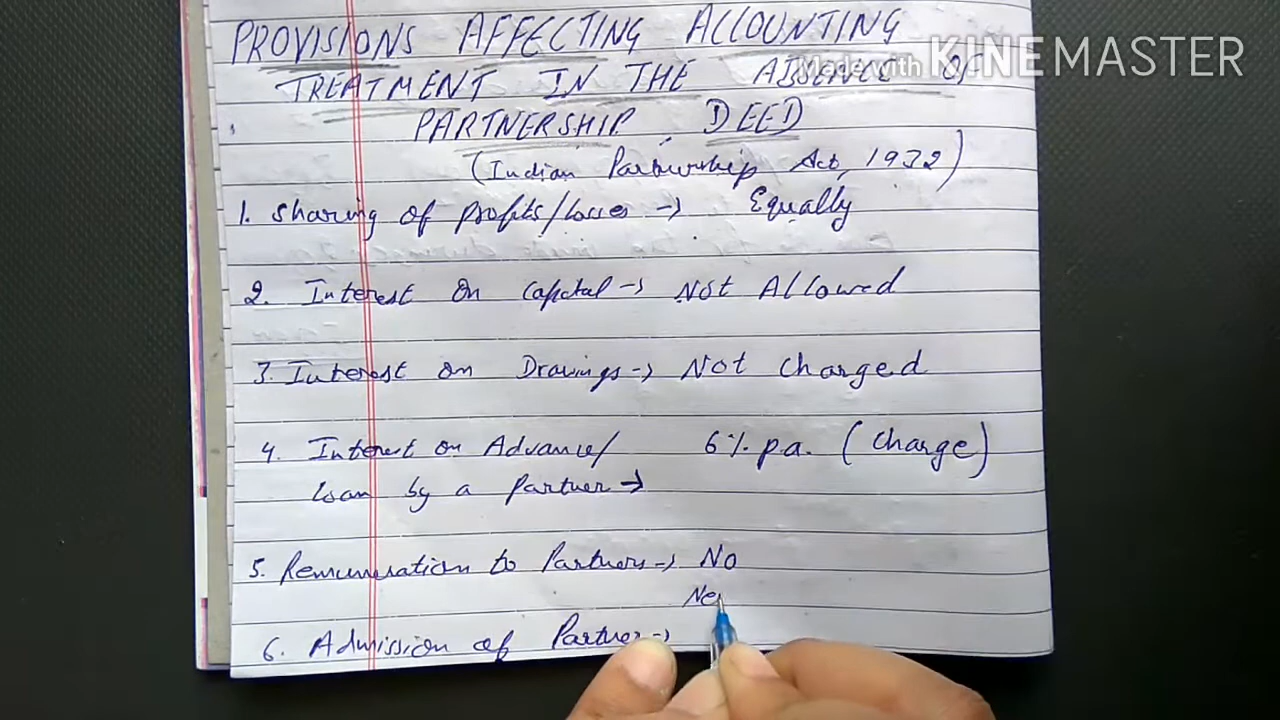 PROVISIONS AFFECTING ACCOUNTING
Made with KINEMASTER
TREATMENT IN THE ABSENCE OF
PARTNERSHIP DEED
(Indian Partnership Act, 1932)
1. Sharing of Profits/Losses → Equally
2. Interest on Capital → Not Allowed
3. Interest on Drawings → Not Charged
4. Interest on Advance/ 6% p.a. (Charge)
Loan by a Partner →
5. Remuneration to Partners → No
Ne
6. Admission of Partner →